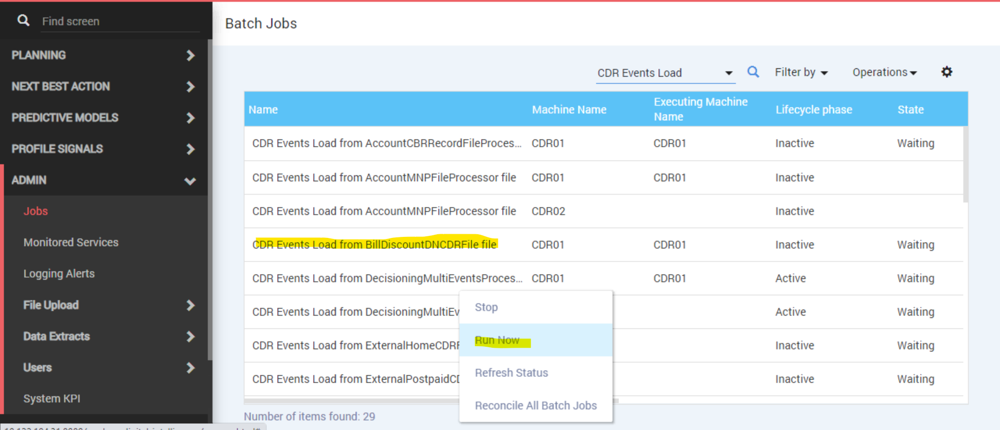 Find screen
PLANNING
NEXT BEST ACTION
PREDICTIVE MODELS
PROFILE SIGNALS
ADMIN
Jobs
Monitored Services
Logging Alerts
File Upload
Data Extracts
Users
System KPI
Batch Jobs
CDR Events Load Filter by Operations
Name Machine Name Executing Machine Name Lifecycle phase State
CDR Events Load from AccountCBRRecordFileProces... CDR01 CDR01 Inactive Waiting
CDR Events Load from AccountMNPFileProcessor file CDR01 CDR01 Inactive
CDR Events Load from AccountMNPFileProcessor file CDR02 Inactive
CDR Events Load from BillDiscountDNCDRFile file CDR01 CDR01 Inactive Waiting
CDR Events Load from DecisioningMultiEventsProces... CDR01 CDR01 Active Waiting
CDR Events Load from DecisioningMultiEv Active Waiting
CDR Events Load from ExternalHomeCDRF Inactive Waiting
CDR Events Load from ExternalPostpaidCD Inactive Waiting
Stop
Run Now
Refresh Status
Reconcile All Batch Jobs
Number of items found: 29